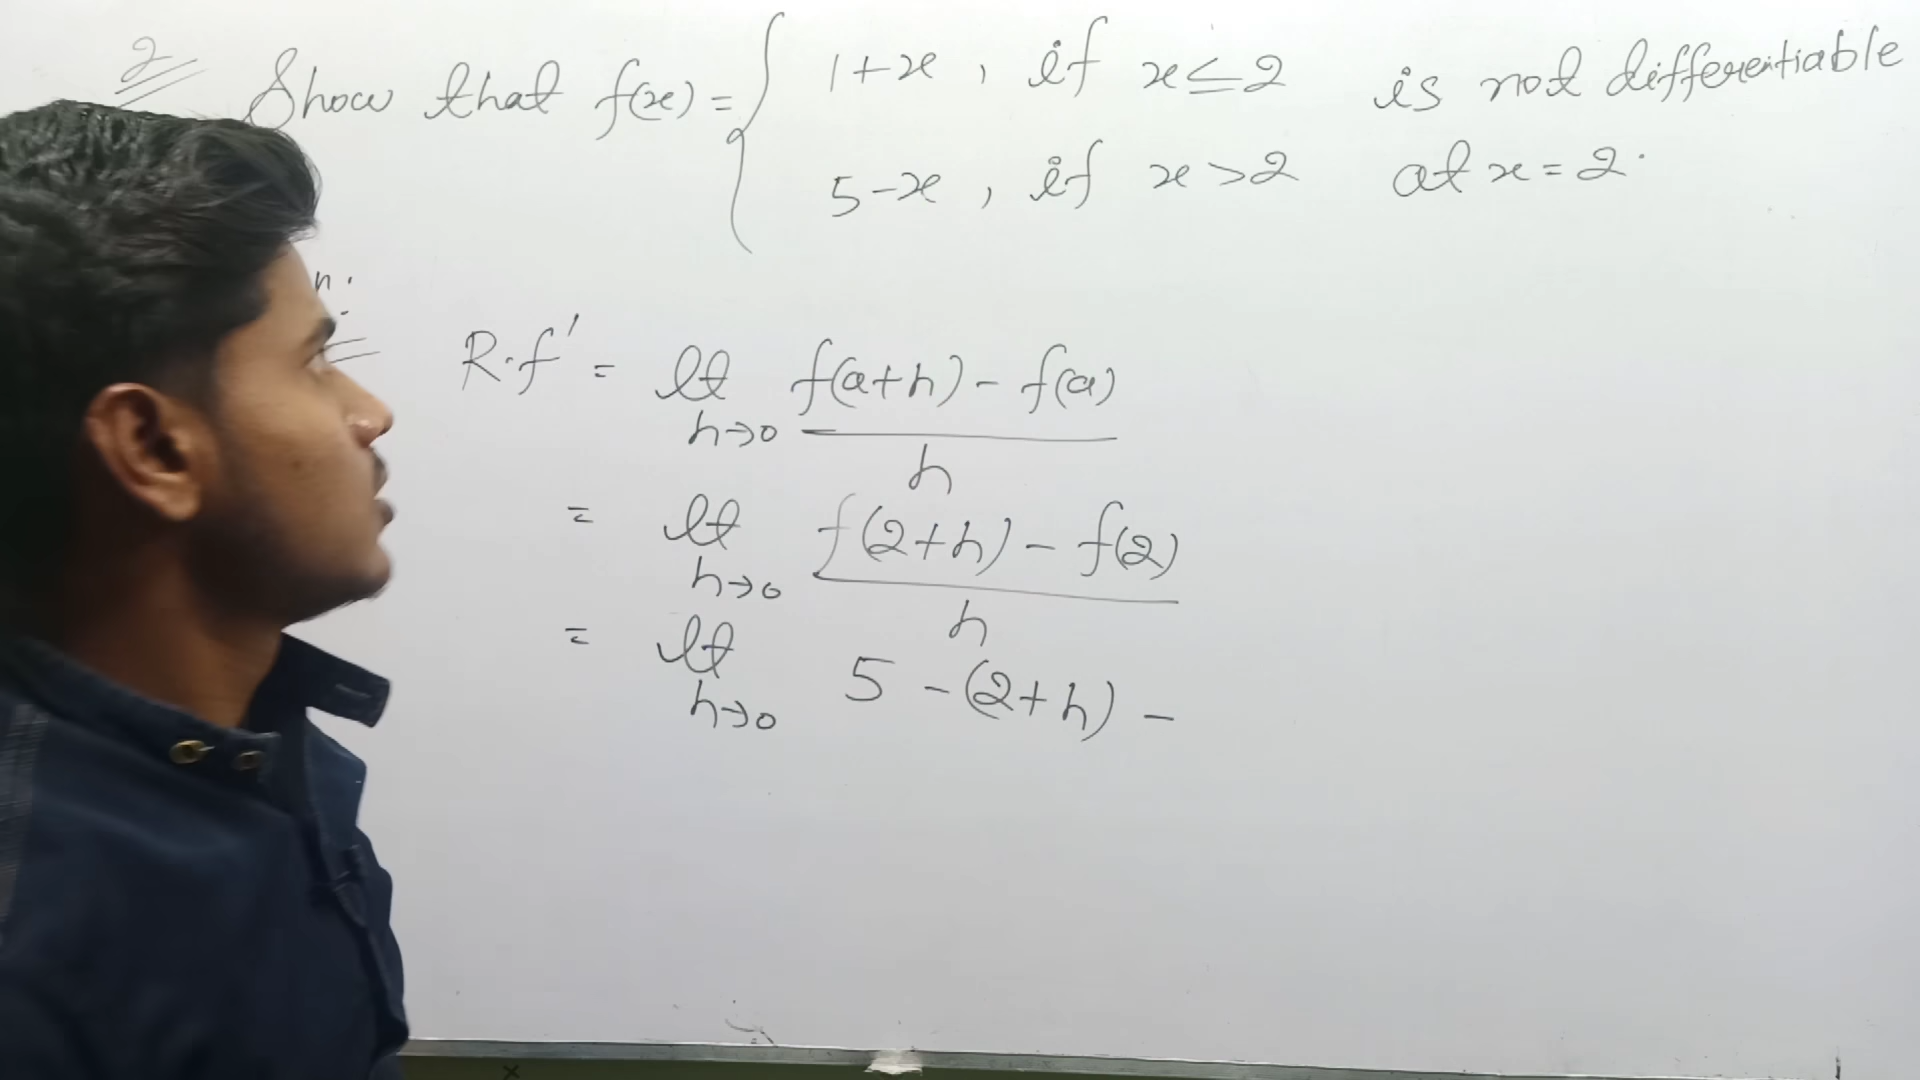 2 Show that f(x) = { 1+x , if x ≤ 2 is not differentiable
5-x , if x > 2 at x = 2.
n.
R.f' = lt h→0 f(a+h) - f(a) / h
= lt h→0 f(2+h) - f(2) / h
= lt h→0 5 - (2+h) -